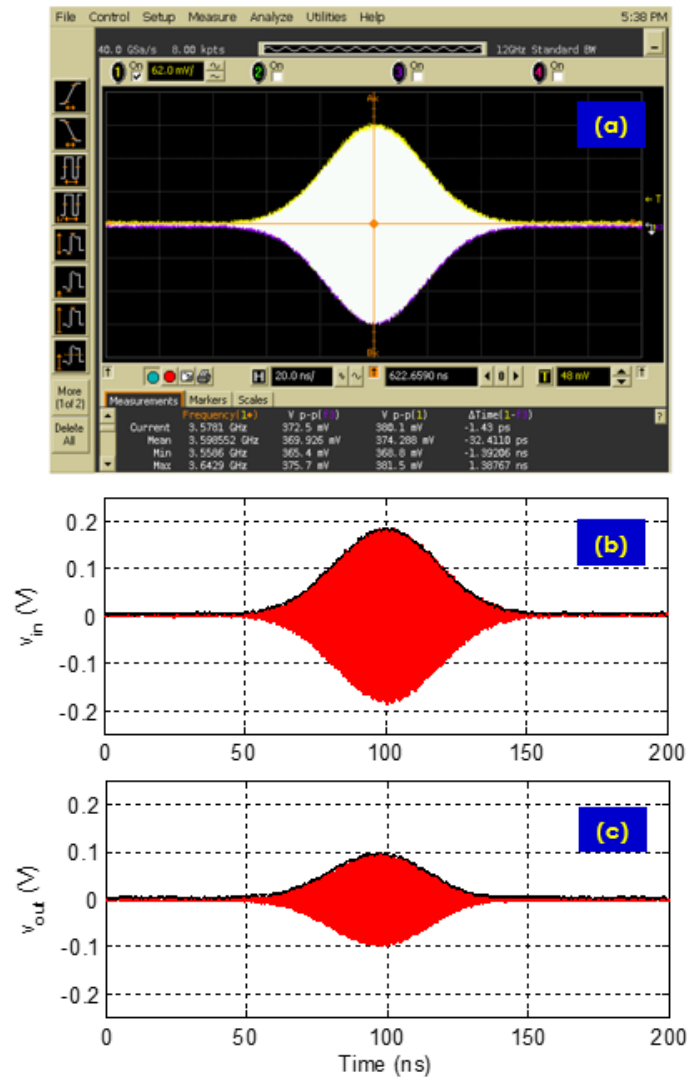 File Control Setup Measure Analyze Utilities Help 5:38 PM
40.0 GSa/s 8.00 kpts 12GHz Standard BW
1 On 62.0 mV/ 2 On 3 On 4 On
(a)
T
H 20.0 ns/ 622.6590 ns 0 T 48 mV
More
(1of 2)
Delete
All
Measurements Markers Scales
Frequency(1) V p-p V p-p(1) ΔTime ?
Current 3.5781 GHz 372.5 mV 380.1 mV -1.43 ps
Mean 3.598552 GHz 369.926 mV 374.288 mV -32.4110 ps
Min 3.5586 GHz 365.4 mV 368.8 mV -1.39206 ns
Max 3.6429 GHz 375.7 mV 381.5 mV 1.38767 ns
(b)
0.2
0.1
0
-0.1
-0.2
v_in (V)
0 50 100 150 200
(c)
0.2
0.1
0
-0.1
-0.2
v_out (V)
0 50 100 150 200
Time (ns)